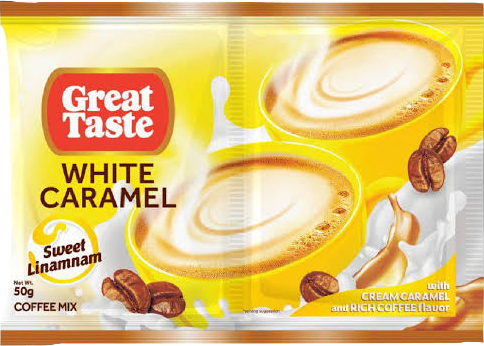 Great
Taste
WHITE
CARAMEL
Sweet
Linamnam
Net Wt.
50g
COFFEE MIX
with
CREAM CARAMEL
and RICH COFFEE flavor